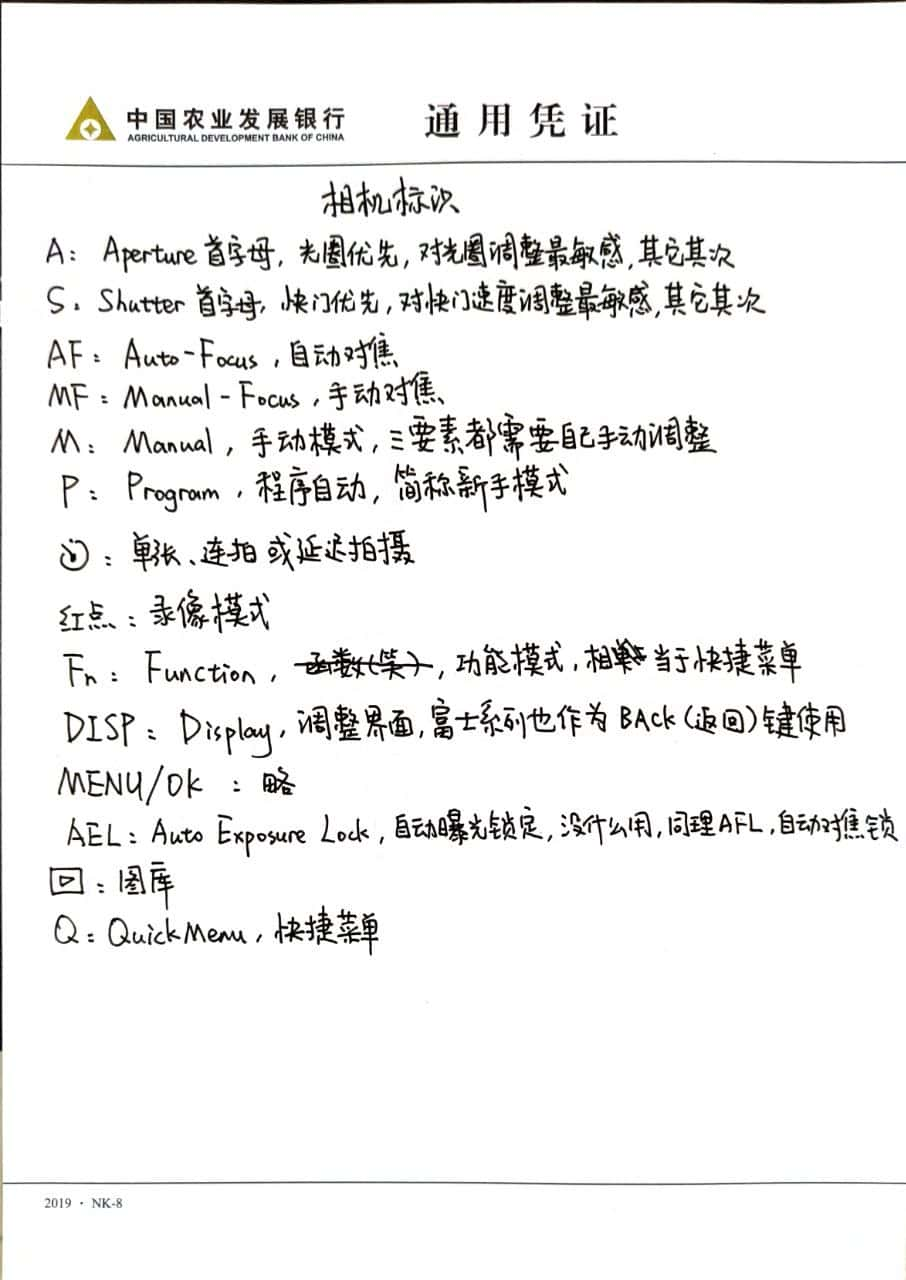 中国农业发展银行
AGRICULTURAL DEVELOPMENT BANK OF CHINA
通用凭证
相机标识
A: Aperture 首字母, 光圈优先, 对光圈调整最敏感, 其它其次
S: Shutter 首字母, 快门优先, 对快门速度调整最敏感, 其它其次
AF: Auto-Focus, 自动对焦
MF: Manual-Focus, 手动对焦
M: Manual, 手动模式, 三要素都需要自己手动调整
P: Program, 程序自动, 简称新手模式
: 单张、连拍或延迟拍摄
红点: 录像模式
Fn: Function, 函数(笑), 功能模式, 相当于快捷菜单
DISP: Display, 调整界面, 富士系列也作为 BACK (返回) 键使用
MENU/OK : 略
AEL: Auto Exposure Lock, 自动曝光锁定, 没什么用, 同理AFL, 自动对焦锁
: 图库
Q: QuickMenu, 快捷菜单
2019 · NK-8